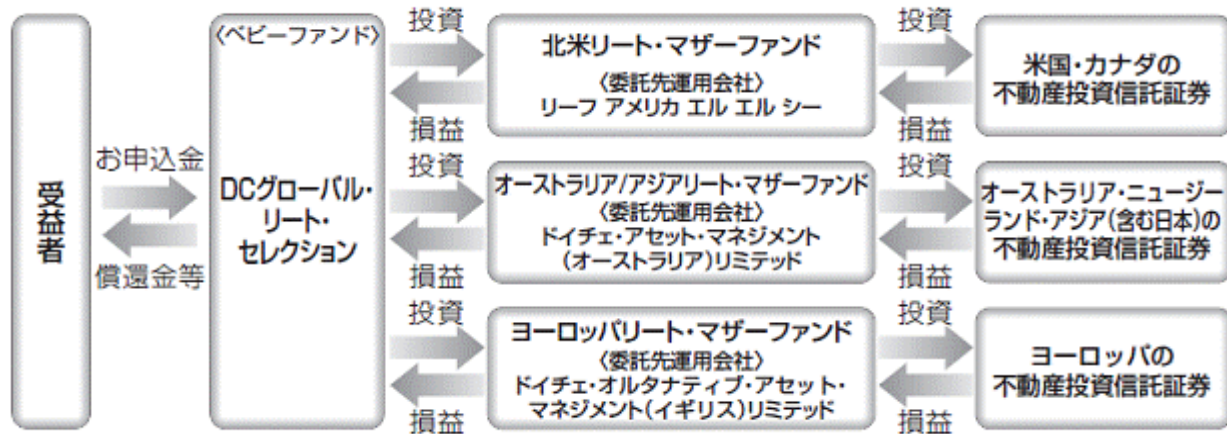 受益者
お申込金
償還金等
〈ベビーファンド〉
DCグローバル・
リート・
セレクション
投資
損益
北米リート・マザーファンド
〈委託先運用会社〉
リーフ アメリカ エル エル シー
投資
損益
米国・カナダの
不動産投資信託証券
投資
損益
オーストラリア/アジアリート・マザーファンド
〈委託先運用会社〉
ドイチェ・アセット・マネジメント
(オーストラリア)リミテッド
投資
損益
オーストラリア・ニュージー
ランド・アジア(含む日本)の
不動産投資信託証券
投資
損益
ヨーロッパリート・マザーファンド
〈委託先運用会社〉
ドイチェ・オルタナティブ・アセット・
マネジメント(イギリス)リミテッド
投資
損益
ヨーロッパの
不動産投資信託証券